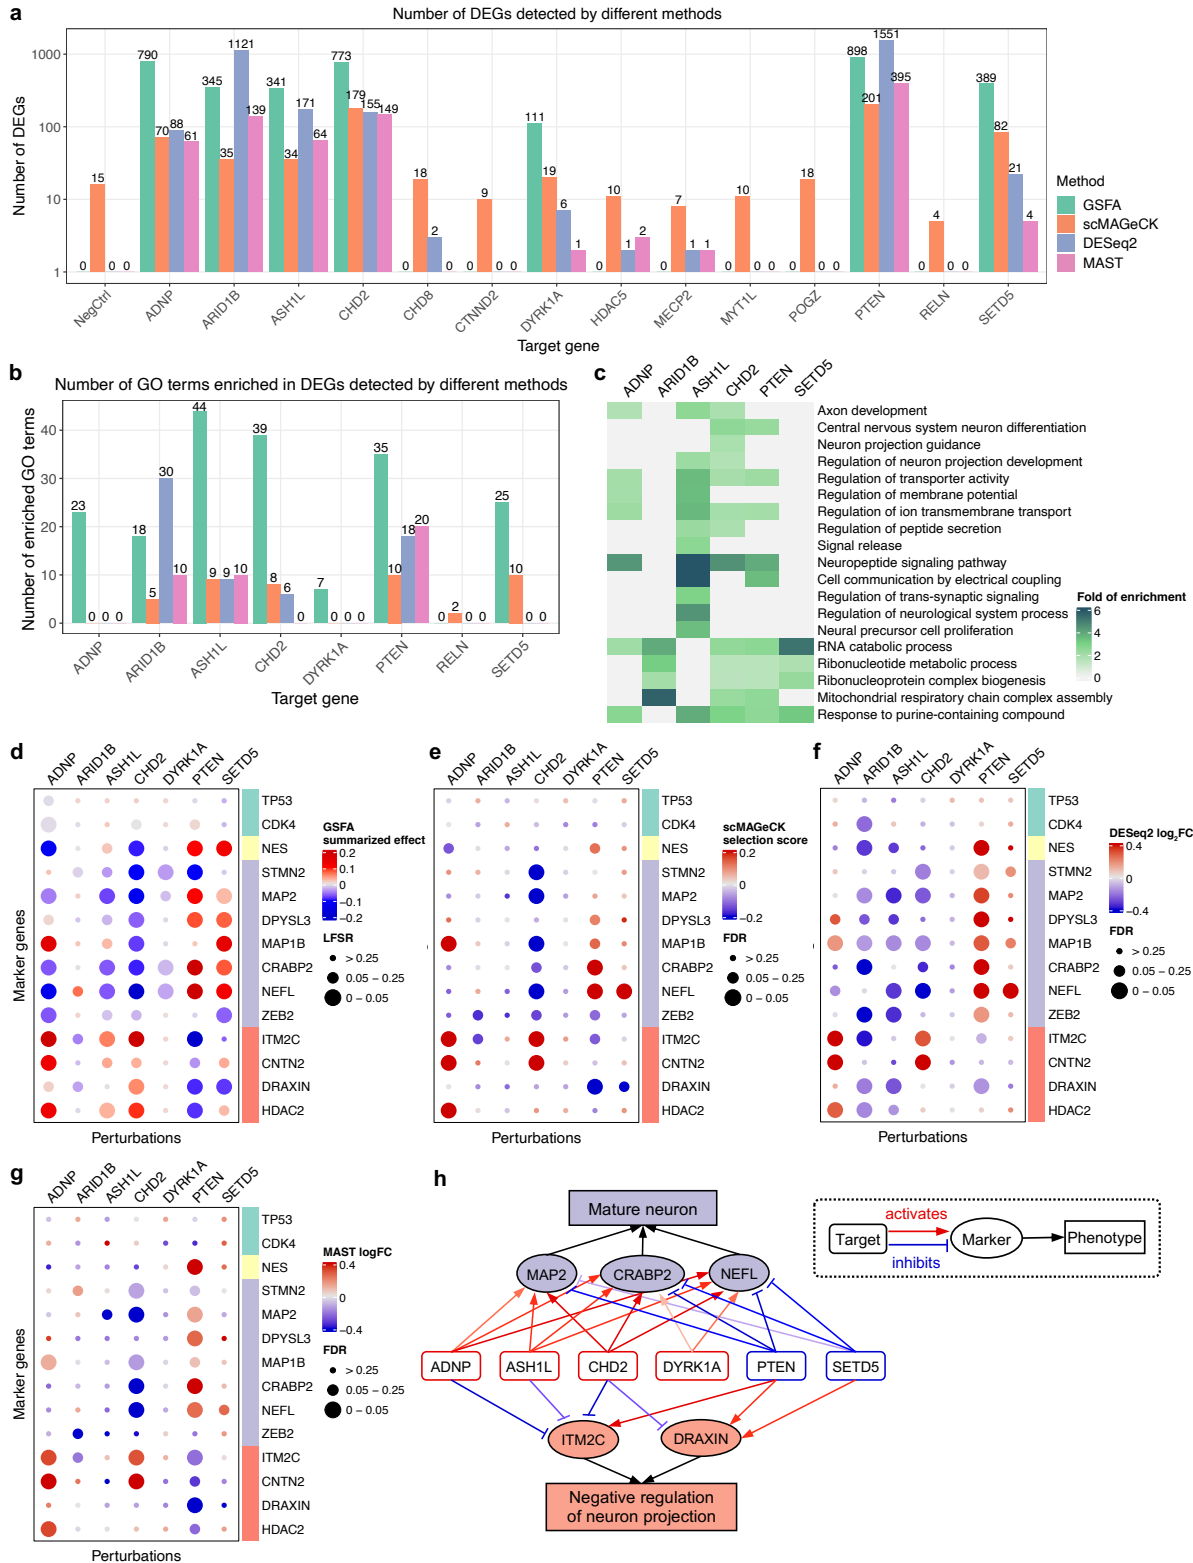 a
Number of DEGs detected by different methods
Number of DEGs
1000
100
10
1
0 15 0 0
790 70 88 61
345 35 1121 139
341 34 171 64
773 179 155 149
0 18 2 0
0 9 0 0
111 19 6 1
0 10 1 2
0 7 1 1
0 10 0 0
0 18 0 0
898 201 1551 395
0 4 0 0
389 82 21 4
NegCtrl ADNP ARID1B ASH1L CHD2 CHD8 CTNND2 DYRK1A HDAC5 MECP2 MYT1L POGZ PTEN RELN SETD5
Target gene
Method
GSFA
scMAGeCK
DESeq2
MAST
b
Number of GO terms enriched in DEGs detected by different methods
Number of enriched GO terms
40
30
20
10
0
23 0 0 0
18 5 30 10
44 9 9 10
39 8 6 0
7 0 0 0
35 10 18 20
0 2 0 0
25 10 0 0
ADNP ARID1B ASH1L CHD2 DYRK1A PTEN RELN SETD5
Target gene
c
ADNP ARID1B ASH1L CHD2 PTEN SETD5
Axon development
Central nervous system neuron differentiation
Neuron projection guidance
Regulation of neuron projection development
Regulation of transporter activity
Regulation of membrane potential
Regulation of ion transmembrane transport
Regulation of peptide secretion
Signal release
Neuropeptide signaling pathway
Cell communication by electrical coupling
Regulation of trans-synaptic signaling
Regulation of neurological system process
Neural precursor cell proliferation
RNA catabolic process
Ribonucleotide metabolic process
Ribonucleoprotein complex biogenesis
Mitochondrial respiratory chain complex assembly
Response to purine-containing compound
Fold of enrichment
6
4
2
0
d
ADNP ARID1B ASH1L CHD2 DYRK1A PTEN SETD5
Marker genes
TP53
CDK4
NES
STMN2
MAP2
DPYSL3
MAP1B
CRABP2
NEFL
ZEB2
ITM2C
CNTN2
DRAXIN
HDAC2
Perturbations
GSFA
summarized effect
0.2
0.1
0
−0.1
−0.2
LFSR
> 0.25
0.05 − 0.25
0 − 0.05
e
ADNP ARID1B ASH1L CHD2 DYRK1A PTEN SETD5
TP53
CDK4
NES
STMN2
MAP2
DPYSL3
MAP1B
CRABP2
NEFL
ZEB2
ITM2C
CNTN2
DRAXIN
HDAC2
Perturbations
scMAGeCK
selection score
0.2
0
−0.2
FDR
> 0.25
0.05 − 0.25
0 − 0.05
f
ADNP ARID1B ASH1L CHD2 DYRK1A PTEN SETD5
TP53
CDK4
NES
STMN2
MAP2
DPYSL3
MAP1B
CRABP2
NEFL
ZEB2
ITM2C
CNTN2
DRAXIN
HDAC2
Perturbations
DESeq2 log₂FC
0.4
0
−0.4
FDR
> 0.25
0.05 − 0.25
0 − 0.05
g
ADNP ARID1B ASH1L CHD2 DYRK1A PTEN SETD5
Marker genes
TP53
CDK4
NES
STMN2
MAP2
DPYSL3
MAP1B
CRABP2
NEFL
ZEB2
ITM2C
CNTN2
DRAXIN
HDAC2
Perturbations
MAST logFC
0.4
0
−0.4
FDR
> 0.25
0.05 − 0.25
0 − 0.05
h
Mature neuron
MAP2 CRABP2 NEFL
ADNP ASH1L CHD2 DYRK1A PTEN SETD5
ITM2C DRAXIN
Negative regulation
of neuron projection
activates
Target Marker Phenotype
inhibits